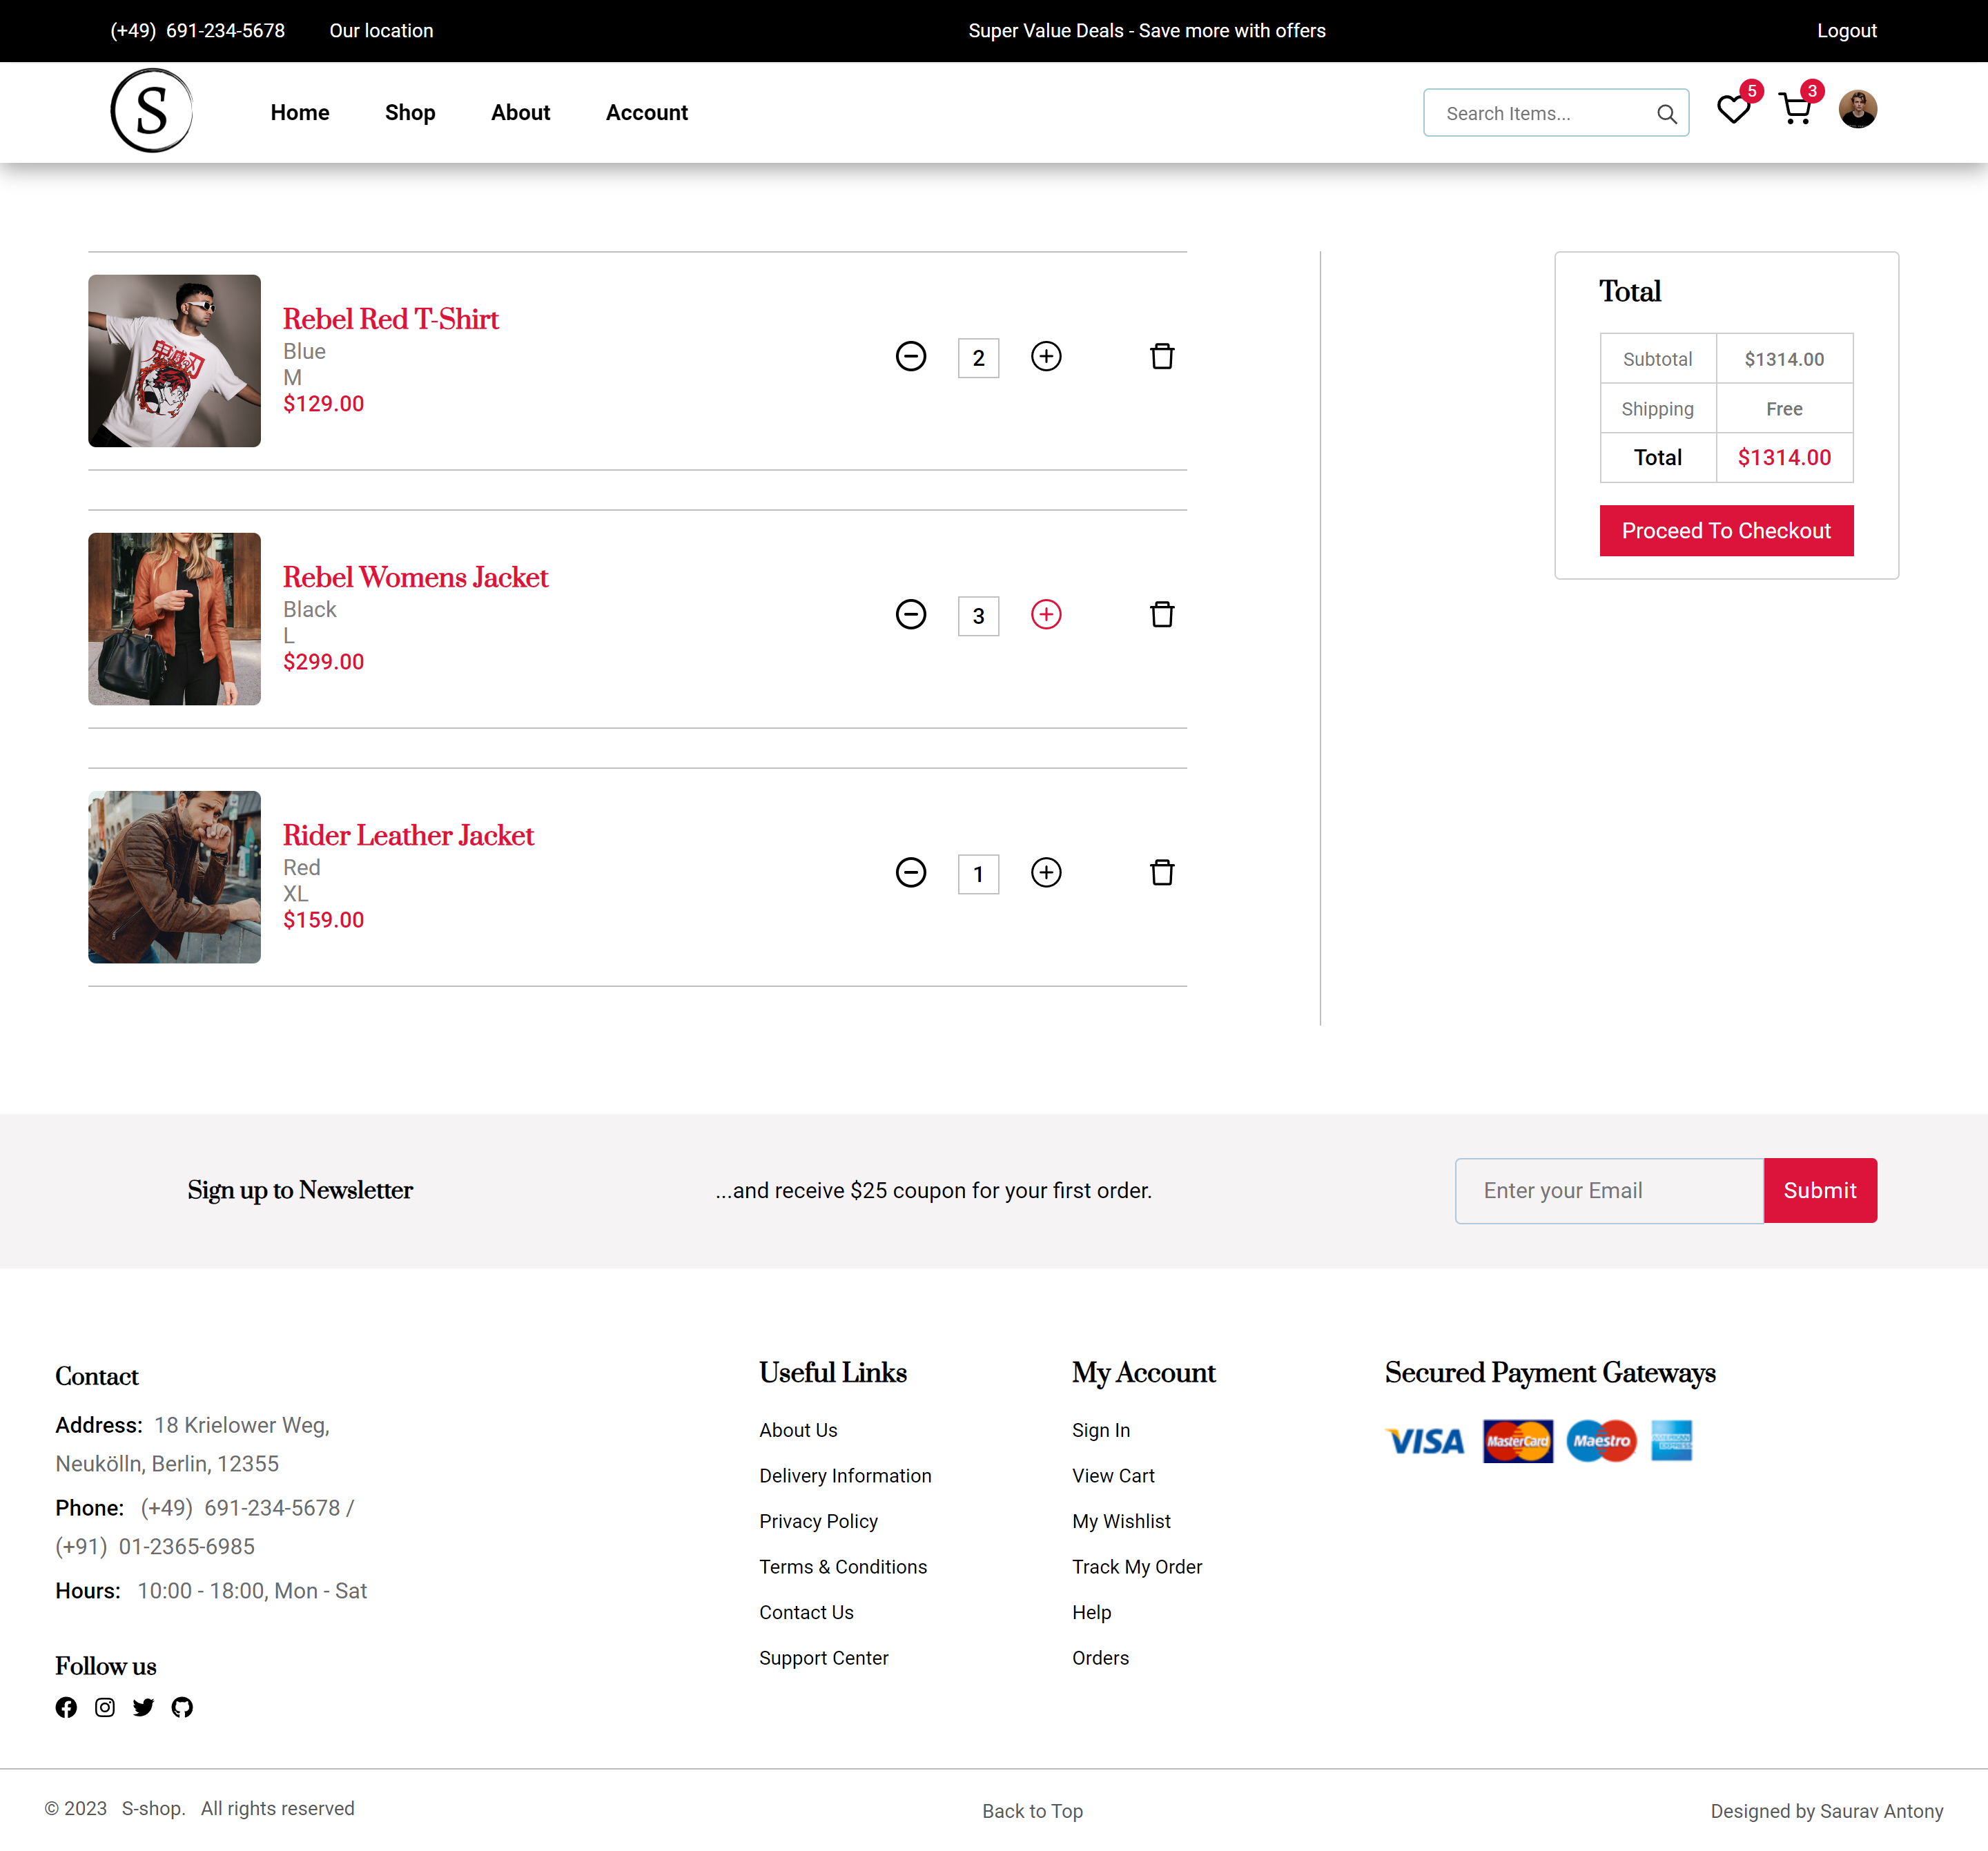 (+49) 691-234-5678 Our location Super Value Deals - Save more with offers Logout
S Home Shop About Account Search Items... 5 3
Rebel Red T-Shirt
Blue
M
$129.00
2
Rebel Womens Jacket
Black
L
$299.00
3
Rider Leather Jacket
Red
XL
$159.00
1
Total
Subtotal $1314.00
Shipping Free
Total $1314.00
Proceed To Checkout
Sign up to Newsletter ...and receive $25 coupon for your first order. Enter your Email Submit
Contact
Address: 18 Krielower Weg,
Neukölln, Berlin, 12355
Phone: (+49) 691-234-5678 /
(+91) 01-2365-6985
Hours: 10:00 - 18:00, Mon - Sat
Follow us
Useful Links
About Us
Delivery Information
Privacy Policy
Terms & Conditions
Contact Us
Support Center
My Account
Sign In
View Cart
My Wishlist
Track My Order
Help
Orders
Secured Payment Gateways
VISA MasterCard Maestro AMERICAN EXPRESS
© 2023 S-shop. All rights reserved Back to Top Designed by Saurav Antony